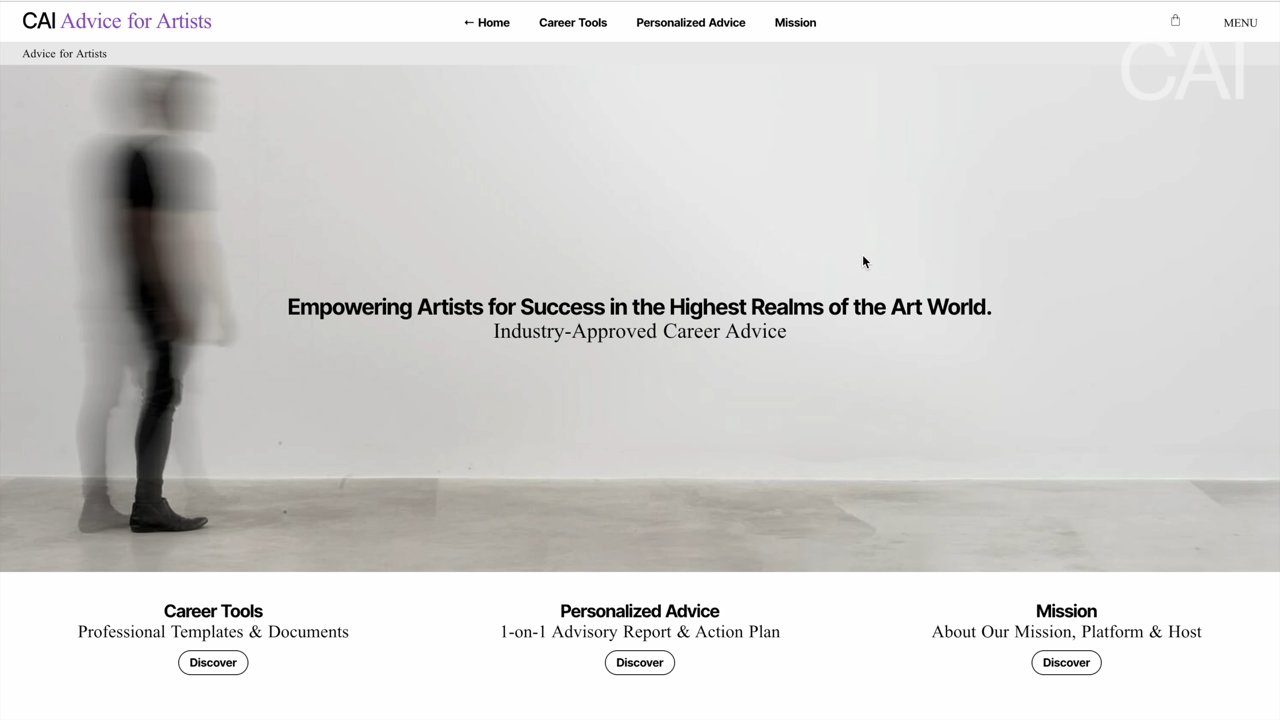 CAI Advice for Artists
← Home Career Tools Personalized Advice Mission
MENU
Advice for Artists
CAI
Empowering Artists for Success in the Highest Realms of the Art World.
Industry-Approved Career Advice
Career Tools
Professional Templates & Documents
Discover
Personalized Advice
1-on-1 Advisory Report & Action Plan
Discover
Mission
About Our Mission, Platform & Host
Discover